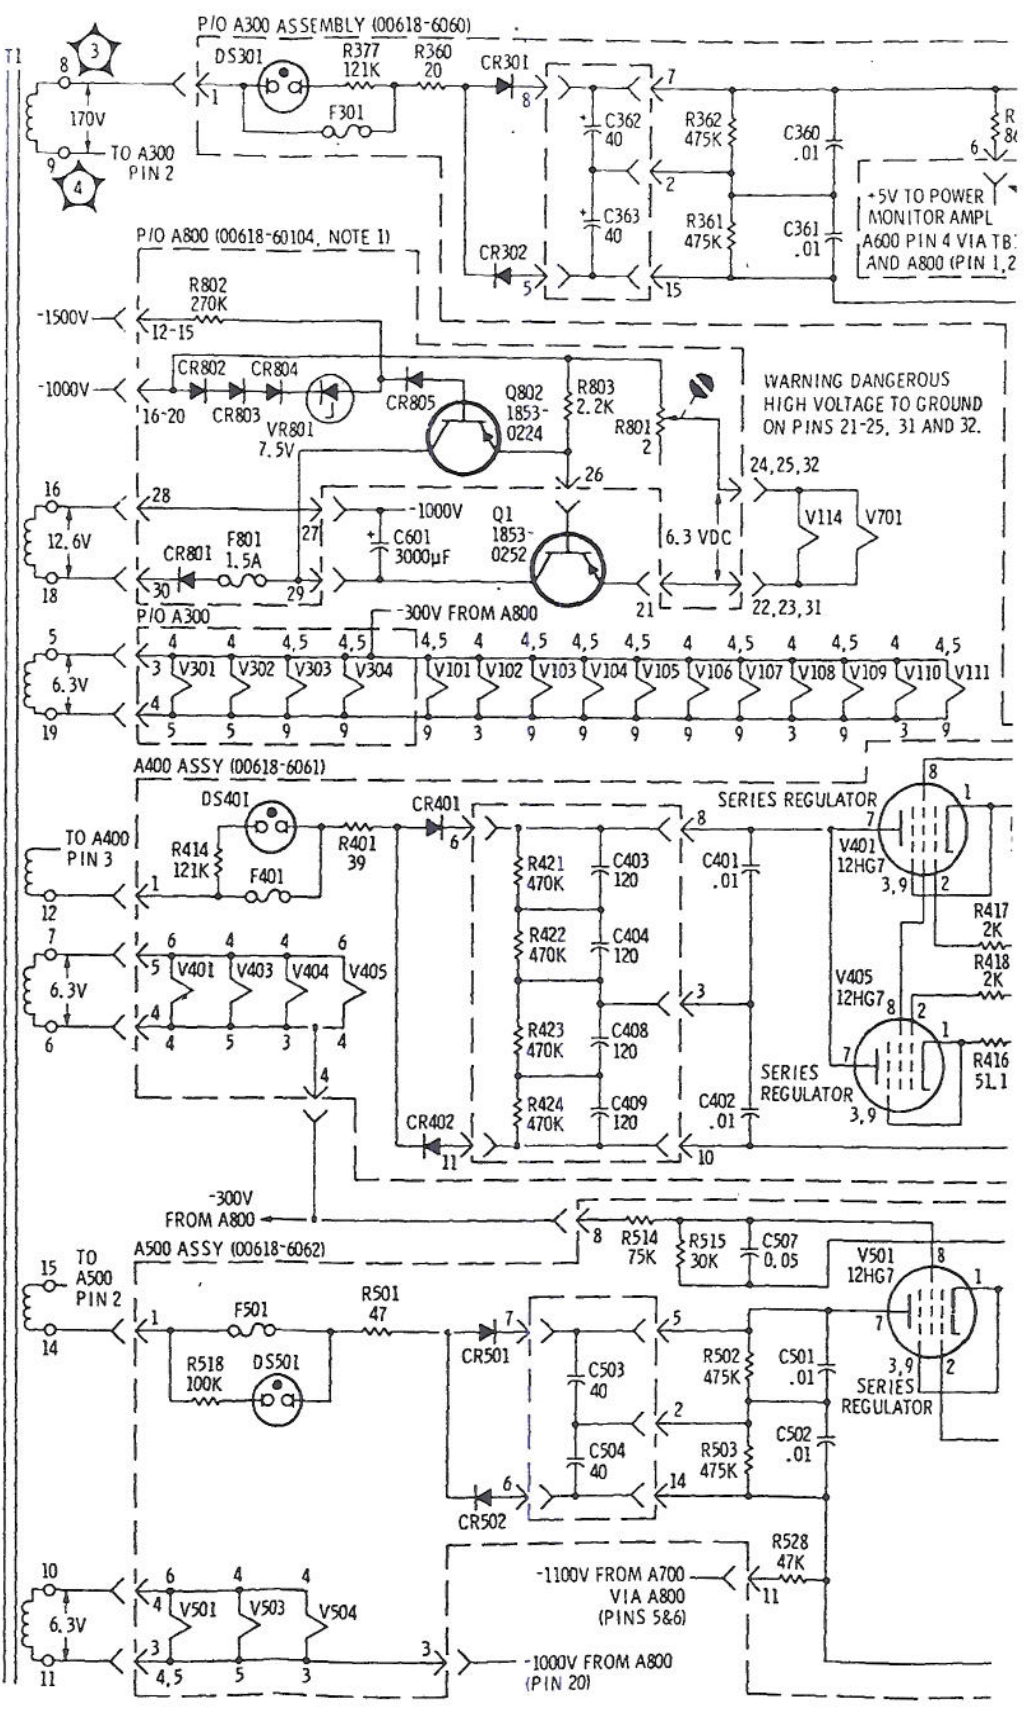 P/O A300 ASSEMBLY (00618-6060)
T1
3
8
170V
9
TO A300
PIN 2
4
1
DS301
R377
121K
R360
20
F301
CR301
8
7
C362
40
R362
475K
C360
.01
6
2
C363
40
R361
475K
C361
.01
+5V TO POWER
MONITOR AMPL
A600 PIN 4 VIA TB
AND A800 (PIN 1,2
CR302
5
15
P/O A800 (00618-60104, NOTE 1)
R802
270K
-1500V
12-15
-1000V
16-20
CR802
CR803
CR804
VR801
7.5V
CR805
Q802
1853-
0224
R803
2.2K
R801
2
WARNING DANGEROUS
HIGH VOLTAGE TO GROUND
ON PINS 21-25, 31 AND 32.
26
24,25,32
16
28
12.6V
27
-1000V
C601
3000μF
Q1
1853-
0252
6.3 VDC
V114
V701
CR801
F801
1.5A
18
30
29
21
22,23,31
P/O A300
-300V FROM A800
5
3
4
4
4,5
4,5
4,5
4
4,5
4,5
4,5
4
4,5
4
4,5
4
4,5
6.3V
V301
V302
V303
V304
V101
V102
V103
V104
V105
V106
V107
V108
V109
V110
V111
19
4
5
5
9
9
9
3
9
9
9
9
9
3
9
3
9
A400 ASSY (00618-6061)
DS401
TO A400
PIN 3
R414
121K
F401
R401
39
12
1
CR401
6
8
R421
470K
C403
120
C401
.01
R422
470K
C404
120
3
R423
470K
C408
120
R424
470K
C409
120
C402
.01
CR402
11
10
SERIES REGULATOR
8
1
7
V401
12HG7
3,9
2
R417
2K
R418
2K
V405
12HG7
8
2
1
7
R416
51.1
SERIES
REGULATOR
3,9
7
5
6
4
4
6
6.3V
V401
V403
V404
V405
6
4
4
5
3
4
4
-300V
FROM A800
8
R514
75K
R515
30K
C507
0.05
V501
12HG7
8
1
7
3,9
2
SERIES
REGULATOR
A500 ASSY (00618-6062)
15
TO
A500
PIN 2
14
1
F501
R501
47
R518
100K
DS501
7
CR501
5
C503
40
R502
475K
C501
.01
2
C504
40
R503
475K
C502
.01
6
CR502
14
R528
47K
-1100V FROM A700
VIA A800
(PINS 5&6)
11
10
4
6
4
4
6.3V
V501
V503
V504
11
3
4,5
5
3
3
-1000V FROM A800
(PIN 20)